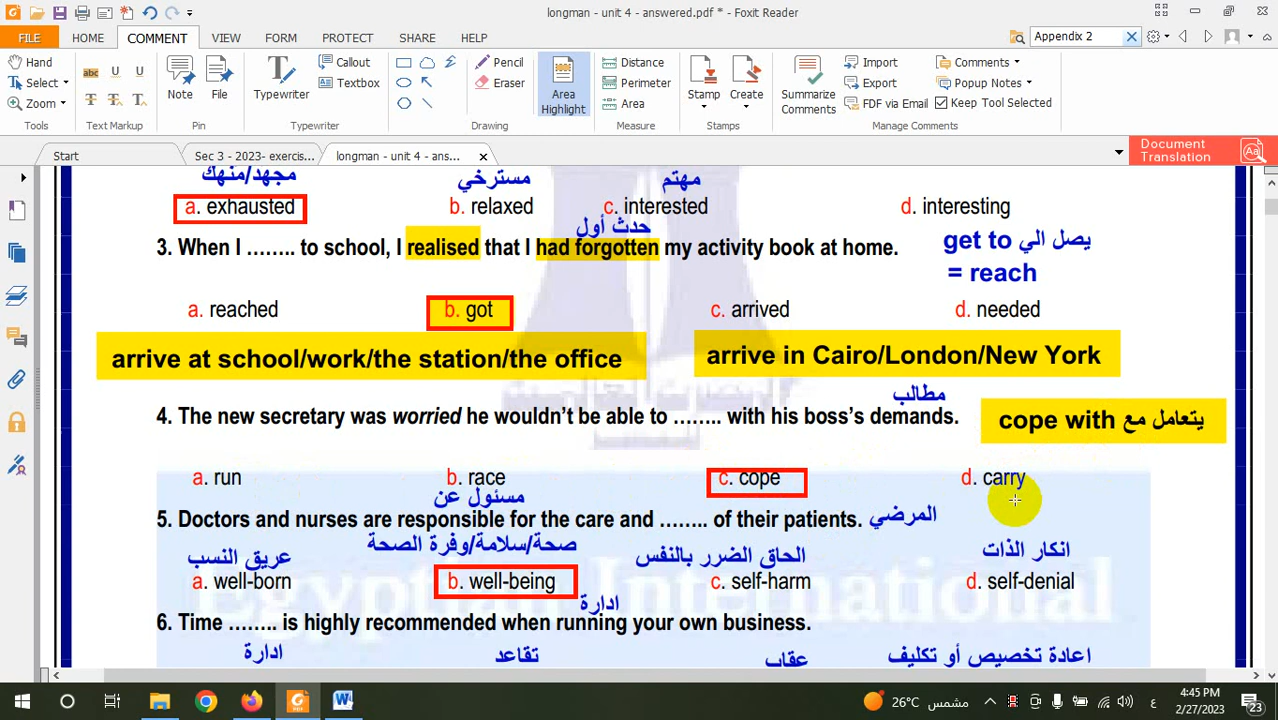 longman - unit 4 - answered.pdf * - Foxit Reader
FILE HOME COMMENT VIEW FORM PROTECT SHARE HELP
Appendix 2
Hand
Select
Zoom
Tools
Text Markup
Note
File
Pin
Typewriter
Callout
Textbox
Typewriter
Pencil
Eraser
Drawing
Area Highlight
Distance
Perimeter
Area
Measure
Stamp
Create
Stamps
Summarize Comments
Import
Export
FDF via Email
Comments
Popup Notes
Keep Tool Selected
Manage Comments
Start
Sec 3 - 2023- exercis...
longman - unit 4 - ans...
Document Translation
مجهد/منهك مسترخي مهتم
a. exhausted b. relaxed c. interested d. interesting
حدث أول
3. When I …….. to school, I realised that I had forgotten my activity book at home.
get to يصل الي
= reach
a. reached b. got c. arrived d. needed
arrive at school/work/the station/the office
arrive in Cairo/London/New York
مطالب
4. The new secretary was worried he wouldn't be able to …….. with his boss's demands.
cope with يتعامل مع
a. run b. race c. cope d. carry
مسئول عن
5. Doctors and nurses are responsible for the care and …….. of their patients.
المرضي
عريق النسب صحة/سلامة/وفرة الصحة الحاق الضرر بالنفس انكار الذات
a. well-born b. well-being c. self-harm d. self-denial
ادارة
6. Time …….. is highly recommended when running your own business.
ادارة تقاعد عقاب اعادة تخصيص أو تكليف
Egyptian International
26°C مشمس
ع
4:45 PM
2/27/2023
23